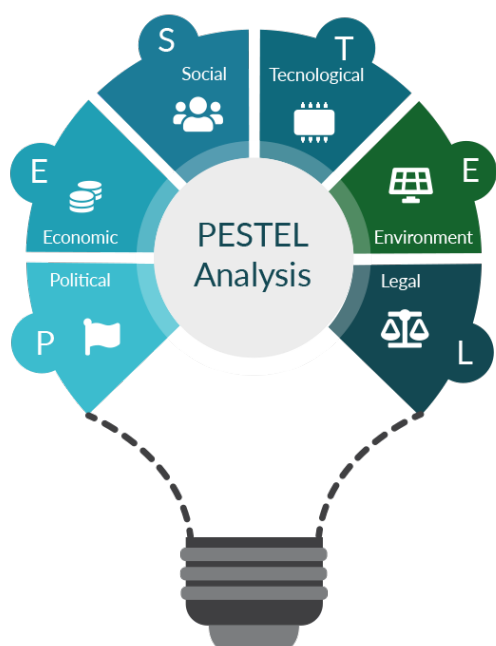 S
Social
T
Tecnological
E
Economic
E
Environment
PESTEL
Analysis
Political
P
Legal
L